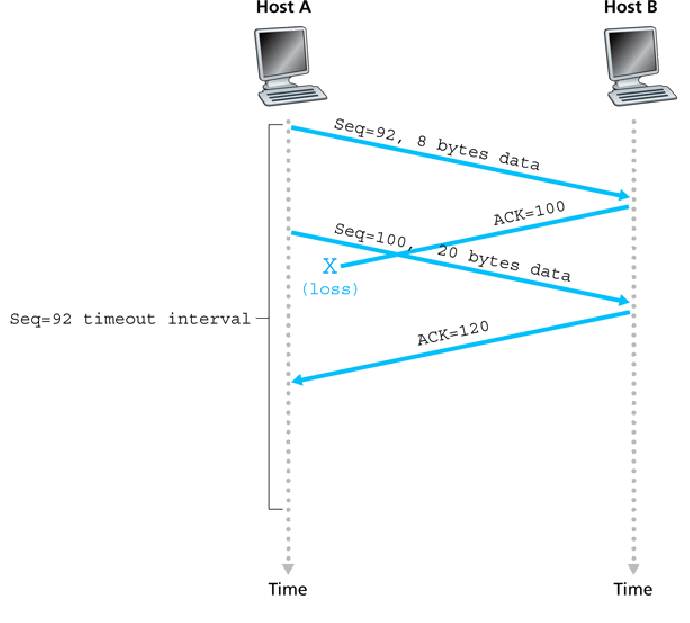 Host A
Host B
Seq=92, 8 bytes data
ACK=100
Seq=100, 20 bytes data
X
(loss)
Seq=92 timeout interval
ACK=120
Time
Time